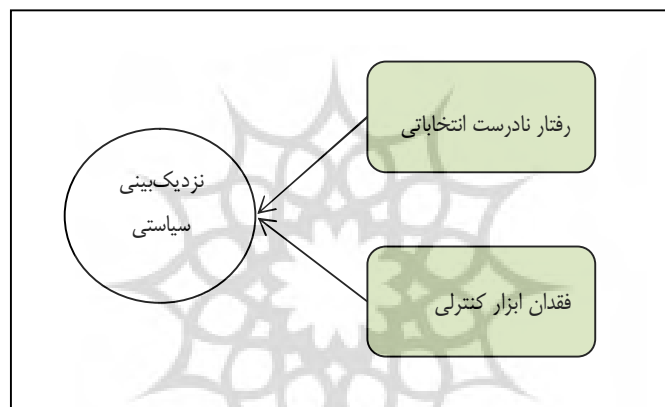 رفتار نادرست انتخاباتی
نزدیک‌بینی
سیاستی
فقدان ابزار کنترلی